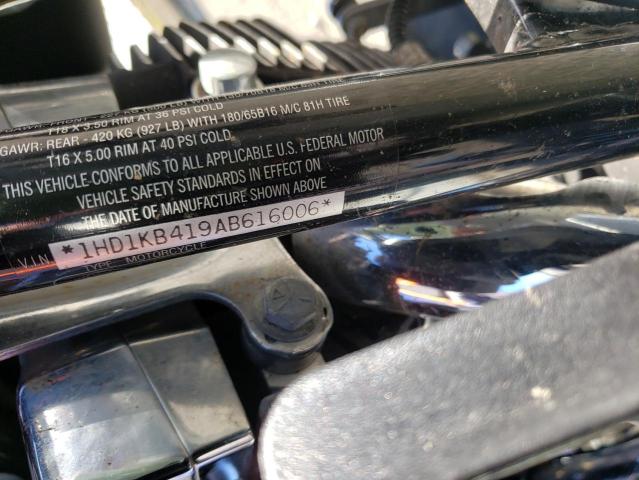 T18 X 3.50 RIM AT 36 PSI COLD
GAWR: REAR - 420 KG (927 LB) WITH 180/65B16 M/C 81H TIRE
T16 X 5.00 RIM AT 40 PSI COLD
THIS VEHICLE CONFORMS TO ALL APPLICABLE U.S. FEDERAL MOTOR
VEHICLE SAFETY STANDARDS IN EFFECT ON
THE DATE OF MANUFACTURE SHOWN ABOVE
VIN *1HD1KB419AB616006*
TYPE MOTORCYCLE